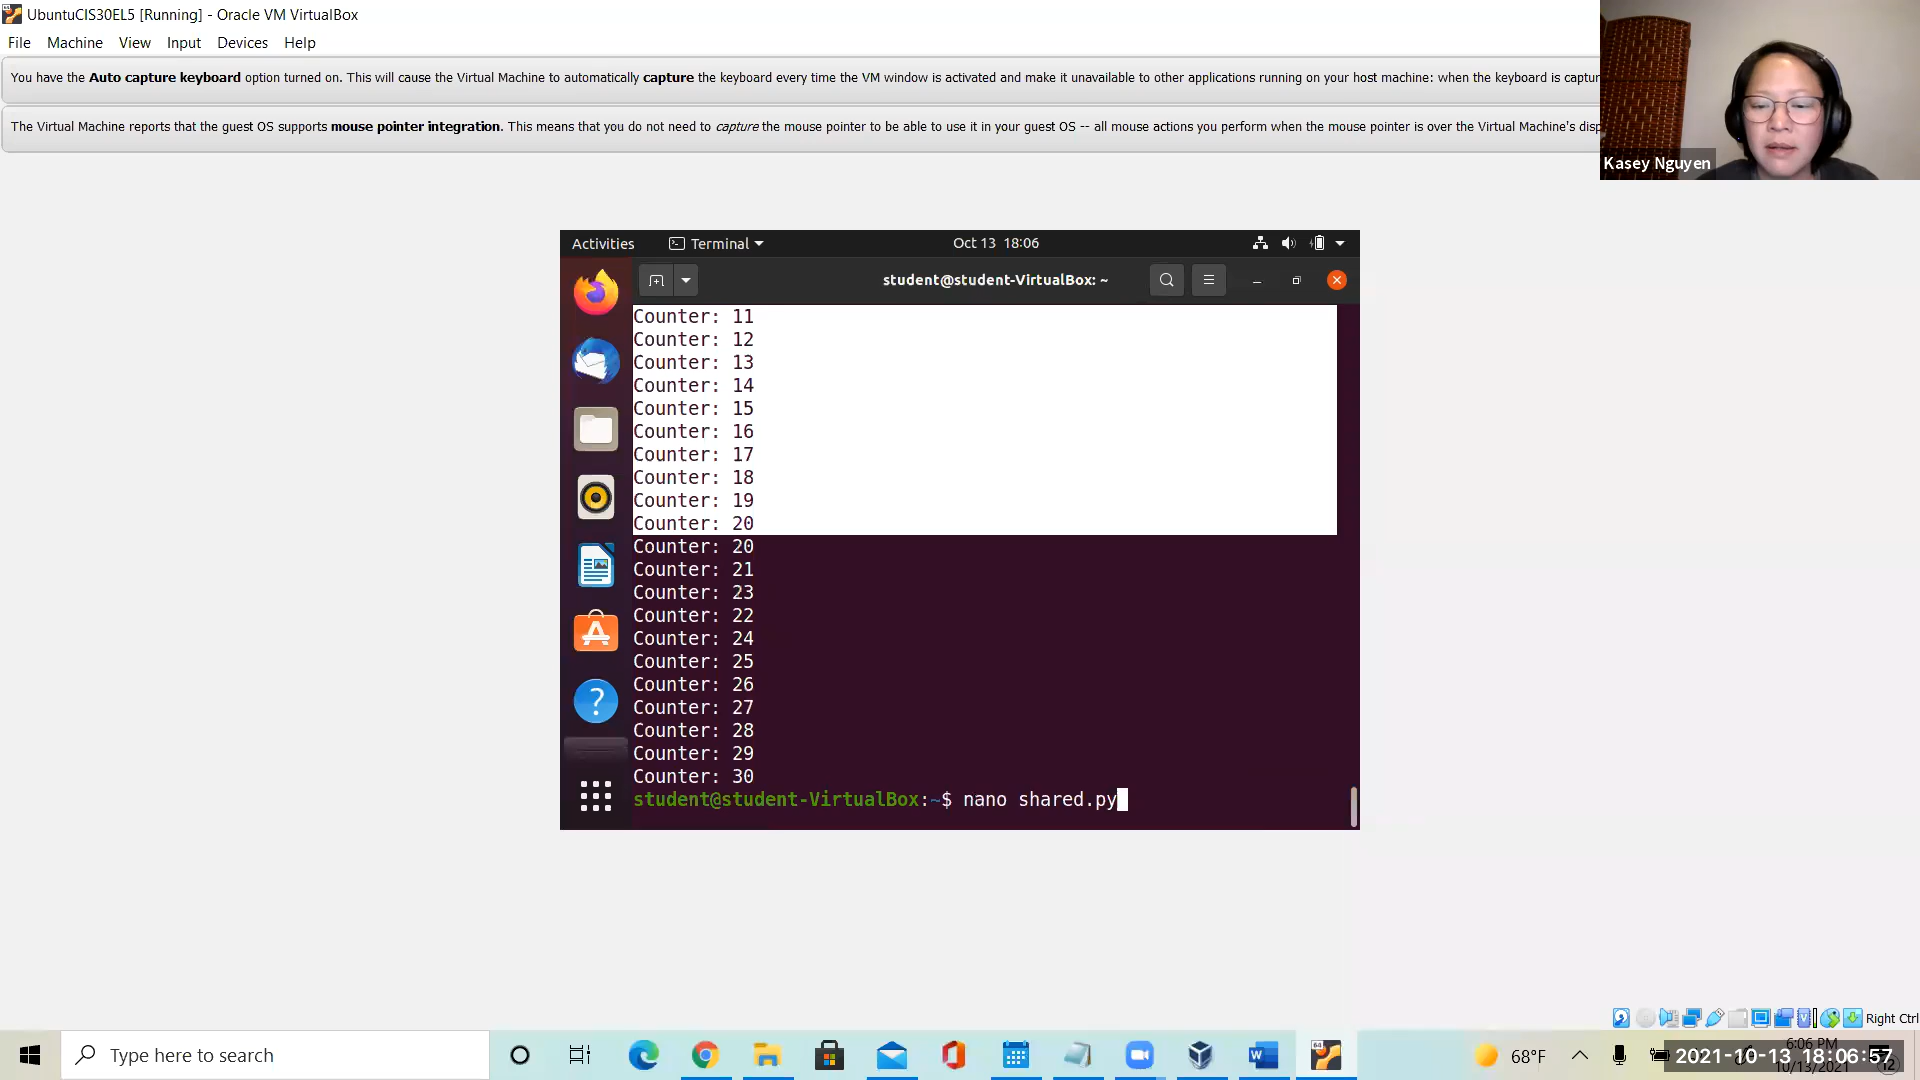 UbuntuCIS30EL5 [Running] - Oracle VM VirtualBox
File Machine View Input Devices Help
You have the Auto capture keyboard option turned on. This will cause the Virtual Machine to automatically capture the keyboard every time the VM window is activated and make it unavailable to other applications running on your host machine: when the keyboard is captur
The Virtual Machine reports that the guest OS supports mouse pointer integration. This means that you do not need to capture the mouse pointer to be able to use it in your guest OS -- all mouse actions you perform when the mouse pointer is over the Virtual Machine's disp
Kasey Nguyen
Activities Terminal Oct 13 18:06
student@student-VirtualBox: ~
Counter: 11
Counter: 12
Counter: 13
Counter: 14
Counter: 15
Counter: 16
Counter: 17
Counter: 18
Counter: 19
Counter: 20
Counter: 20
Counter: 21
Counter: 23
Counter: 22
Counter: 24
Counter: 25
Counter: 26
Counter: 27
Counter: 28
Counter: 29
Counter: 30
student@student-VirtualBox:~$ nano shared.py
Right Ctrl
Type here to search
68°F
6:06 PM
2021-10-13 18:06:57
10/13/2021
12